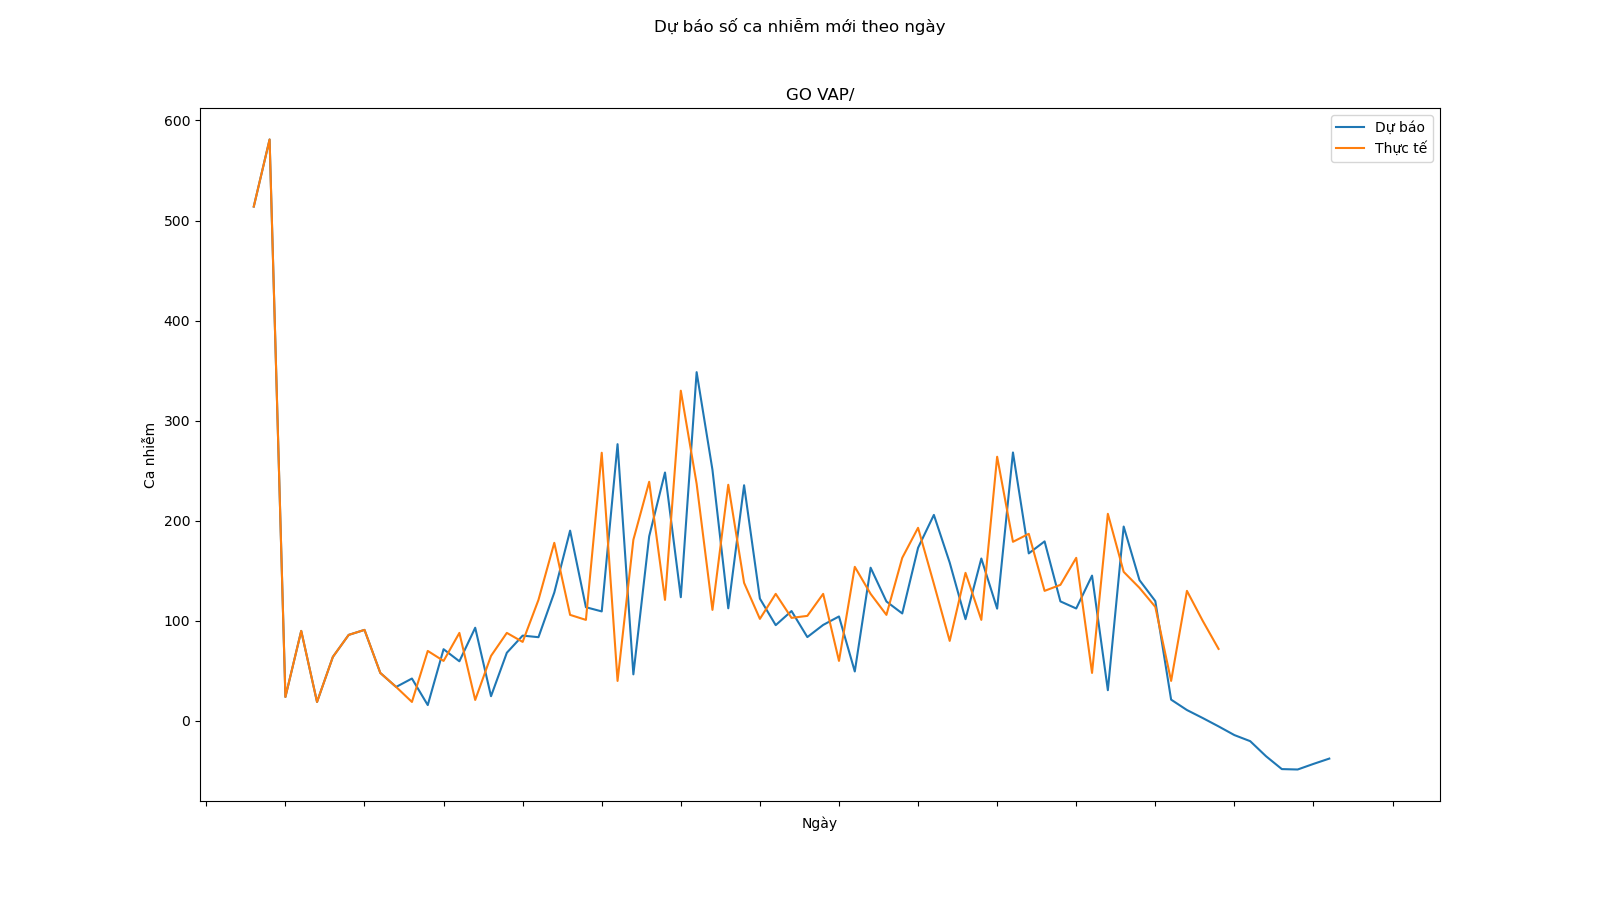 Dự báo số ca nhiễm mới theo ngày
GO VAP/
600
500
400
300
200
100
0
Ca nhiễm
Dự báo
Thực tế
Ngày